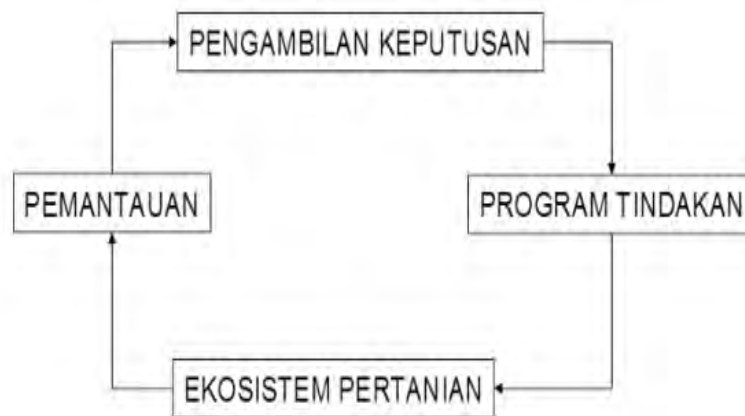 PENGAMBILAN KEPUTUSAN
PEMANTAUAN
PROGRAM TINDAKAN
EKOSISTEM PERTANIAN